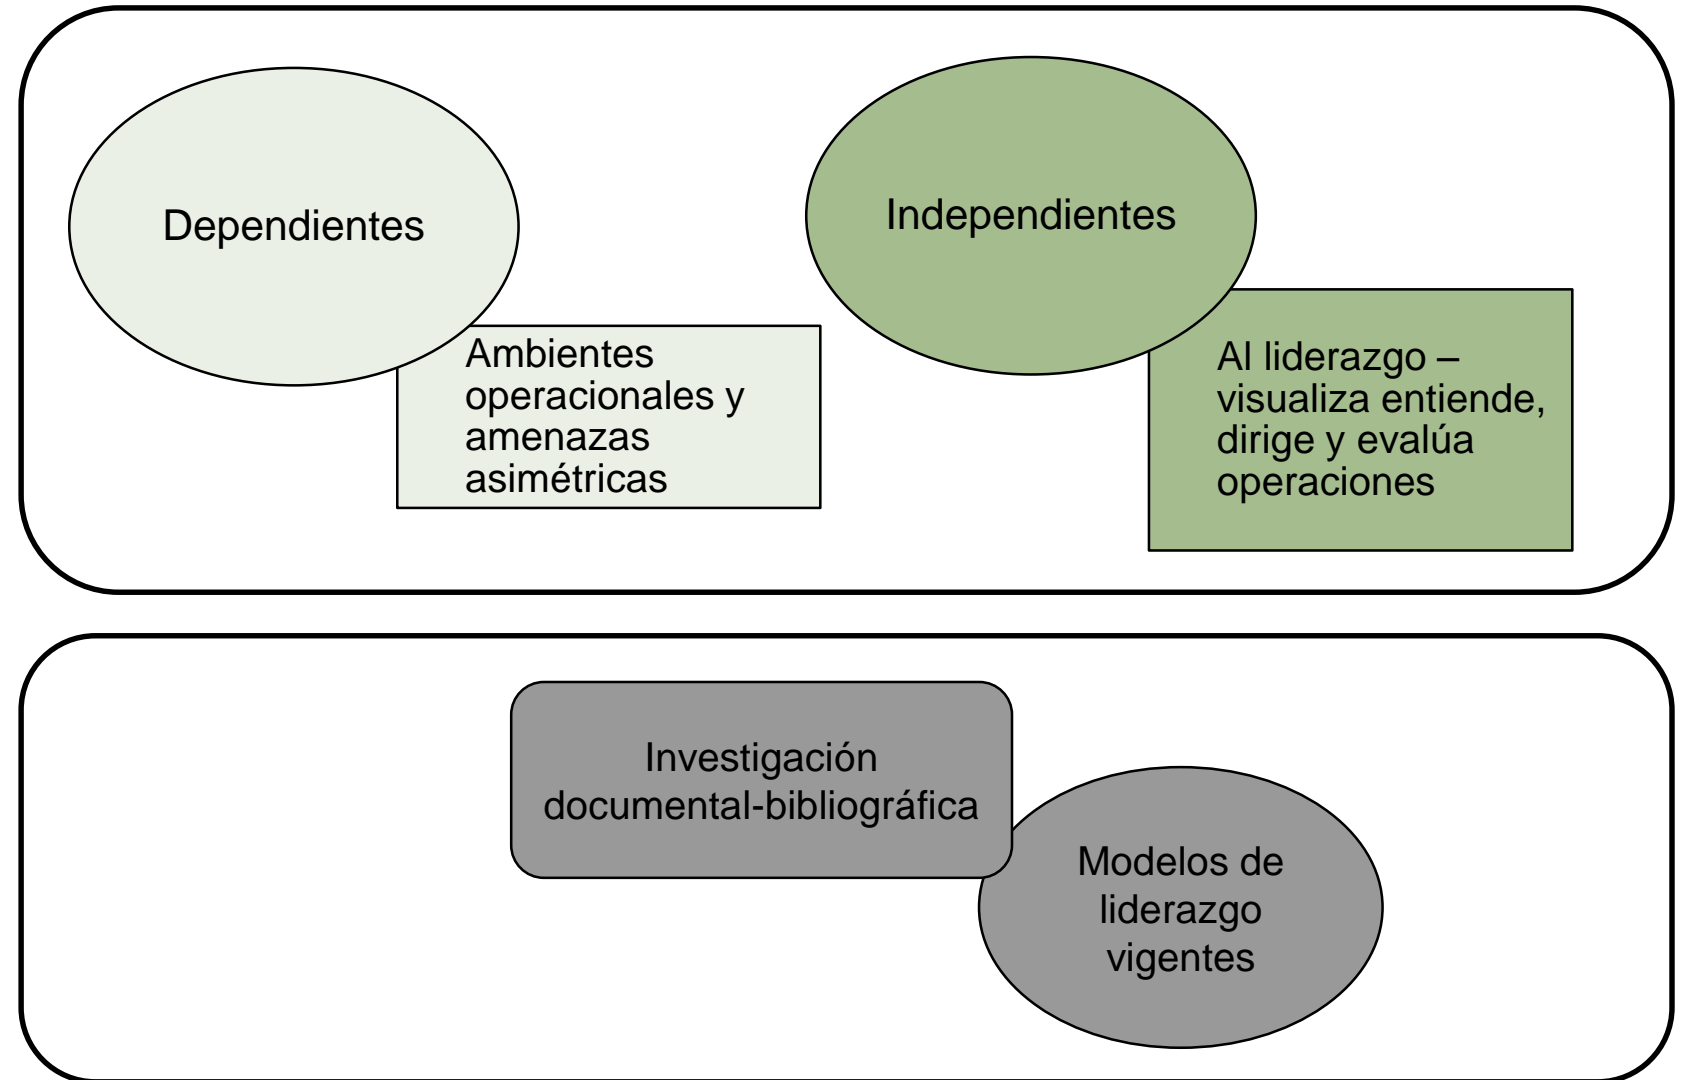 Dependientes
Ambientes
operacionales y
amenazas
asimétricas
Independientes
Al liderazgo –
visualiza entiende,
dirige y evalúa
operaciones
Investigación
documental-bibliográfica
Modelos de
liderazgo
vigentes